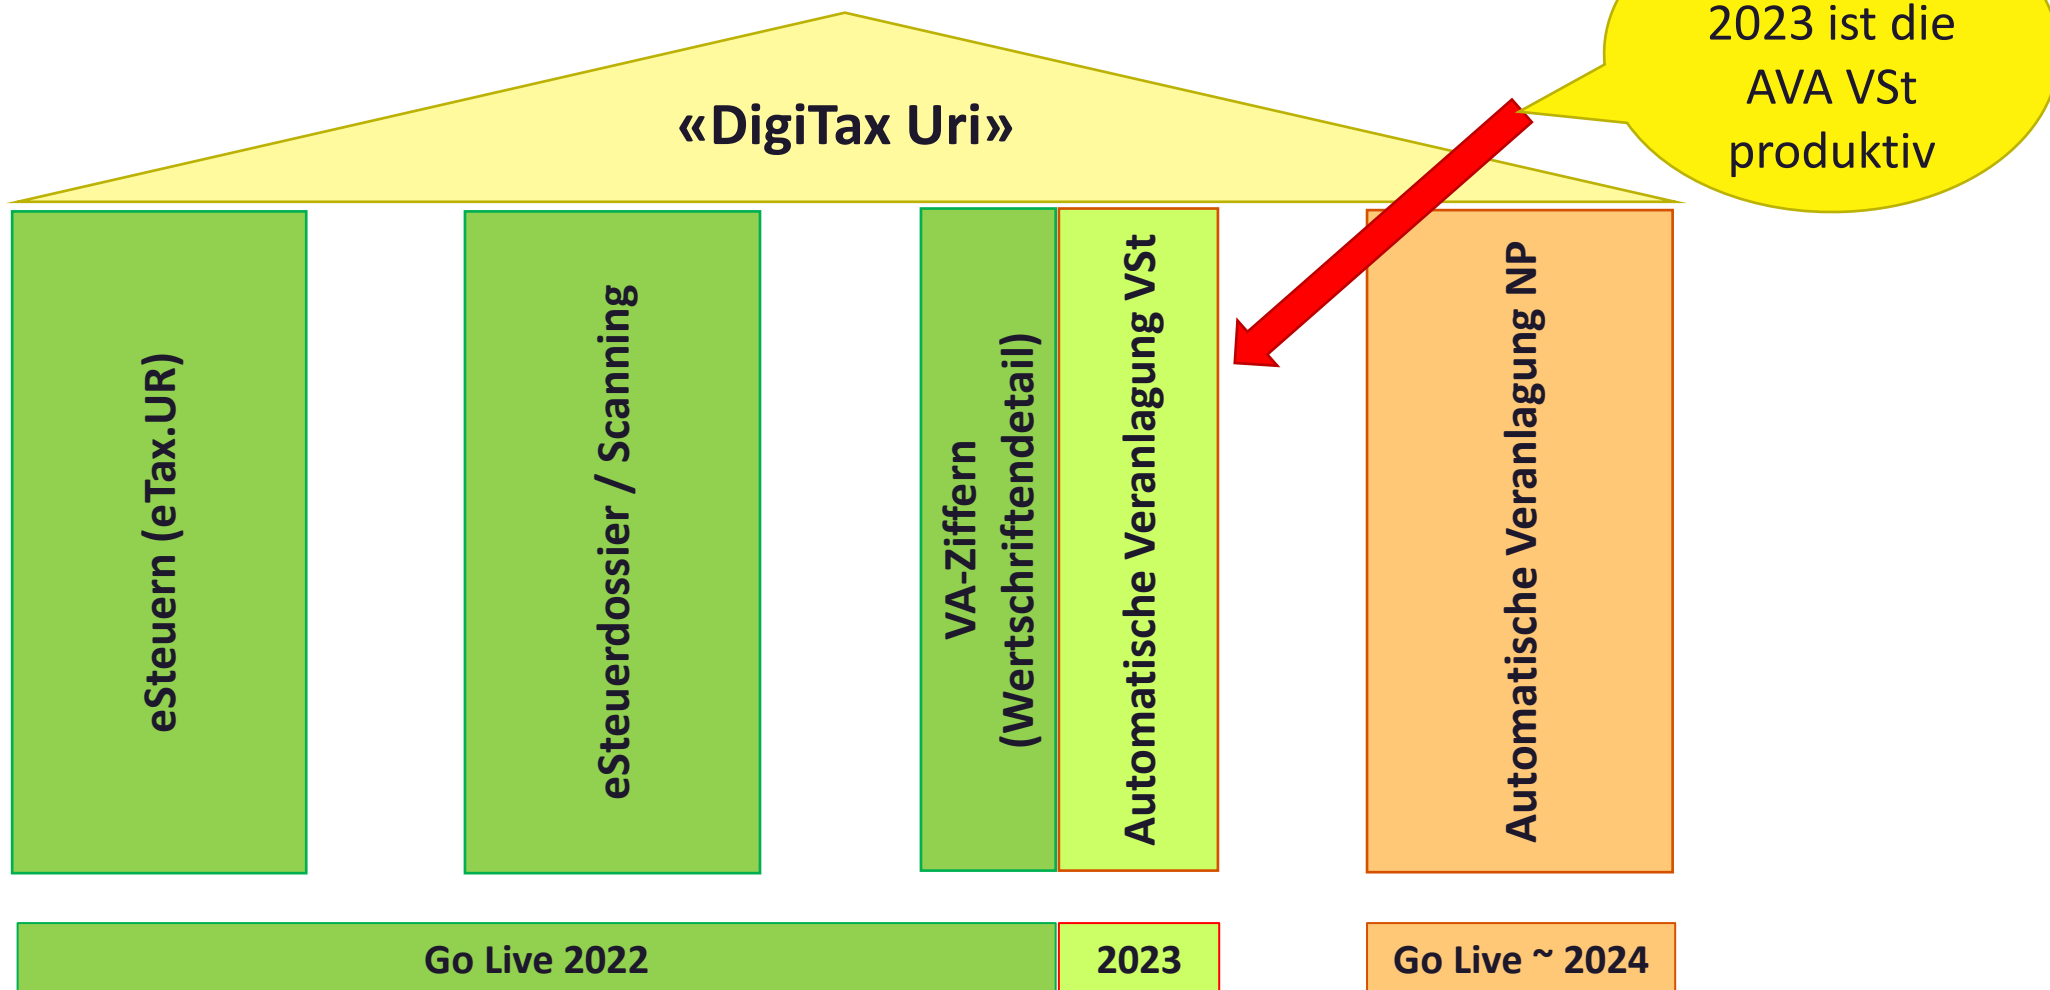 2023 ist die
AVA VSt
produktiv
«DigiTax Uri»
eSteuern (eTax.UR)
eSteuerdossier / Scanning
VA-Ziffern
(Wertschriftendetail)
Automatische Veranlagung VSt
Automatische Veranlagung NP
Go Live 2022
2023
Go Live ~ 2024